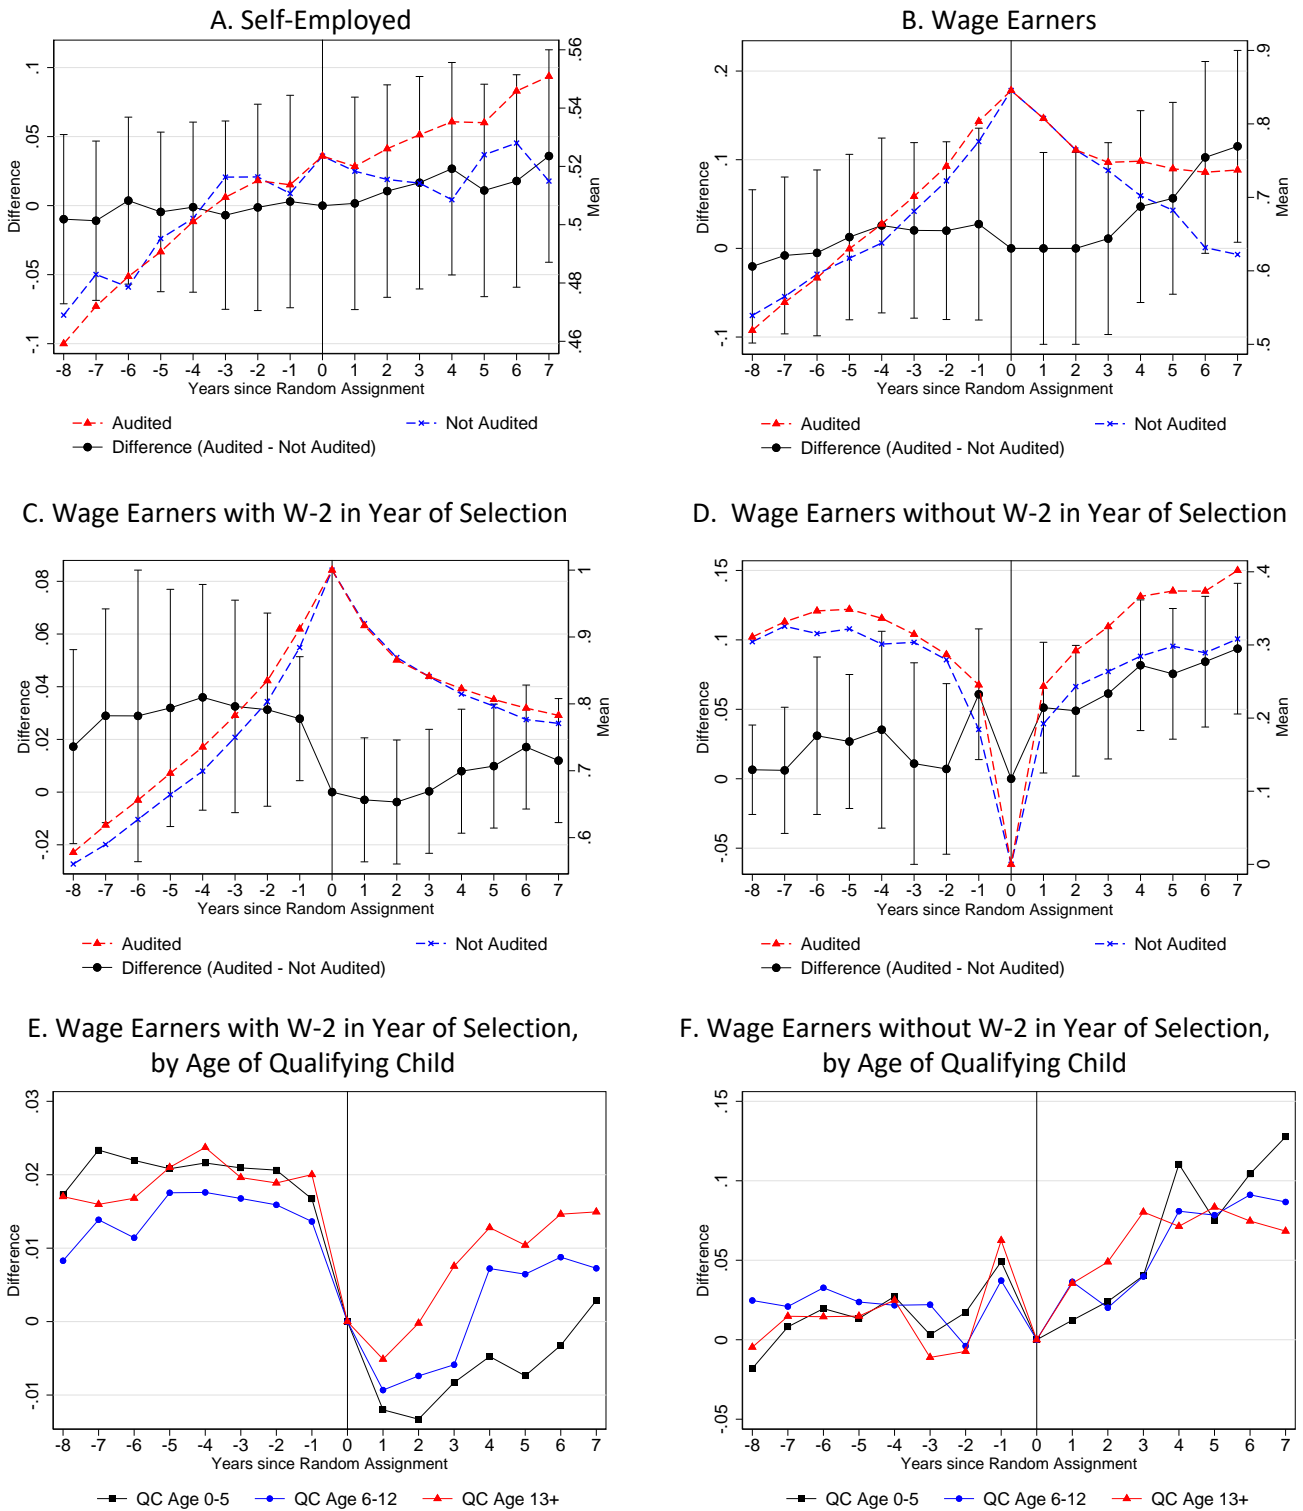 A. Self-Employed
Difference
.1
.05
0
-.05
-.1
.56
.54
.52
.5
.48
.46
Mean
-8 -7 -6 -5 -4 -3 -2 -1 0 1 2 3 4 5 6 7
Years since Random Assignment
Audited
Not Audited
Difference (Audited - Not Audited)
B. Wage Earners
Difference
.2
.1
0
-.1
.9
.8
.7
.6
.5
Mean
-8 -7 -6 -5 -4 -3 -2 -1 0 1 2 3 4 5 6 7
Years since Random Assignment
Audited
Not Audited
Difference (Audited - Not Audited)
C. Wage Earners with W-2 in Year of Selection
Difference
.08
.06
.04
.02
0
-.02
1
.9
.8
.7
.6
Mean
-8 -7 -6 -5 -4 -3 -2 -1 0 1 2 3 4 5 6 7
Years since Random Assignment
Audited
Not Audited
Difference (Audited - Not Audited)
D. Wage Earners without W-2 in Year of Selection
Difference
.15
.1
.05
0
-.05
.4
.3
.2
.1
0
Mean
-8 -7 -6 -5 -4 -3 -2 -1 0 1 2 3 4 5 6 7
Years since Random Assignment
Audited
Not Audited
Difference (Audited - Not Audited)
E. Wage Earners with W-2 in Year of Selection,
by Age of Qualifying Child
Difference
.03
.02
.01
0
-.01
-8 -7 -6 -5 -4 -3 -2 -1 0 1 2 3 4 5 6 7
Years since Random Assignment
QC Age 0-5
QC Age 6-12
QC Age 13+
F. Wage Earners without W-2 in Year of Selection,
by Age of Qualifying Child
Difference
.15
.1
.05
0
-.05
-8 -7 -6 -5 -4 -3 -2 -1 0 1 2 3 4 5 6 7
Years since Random Assignment
QC Age 0-5
QC Age 6-12
QC Age 13+